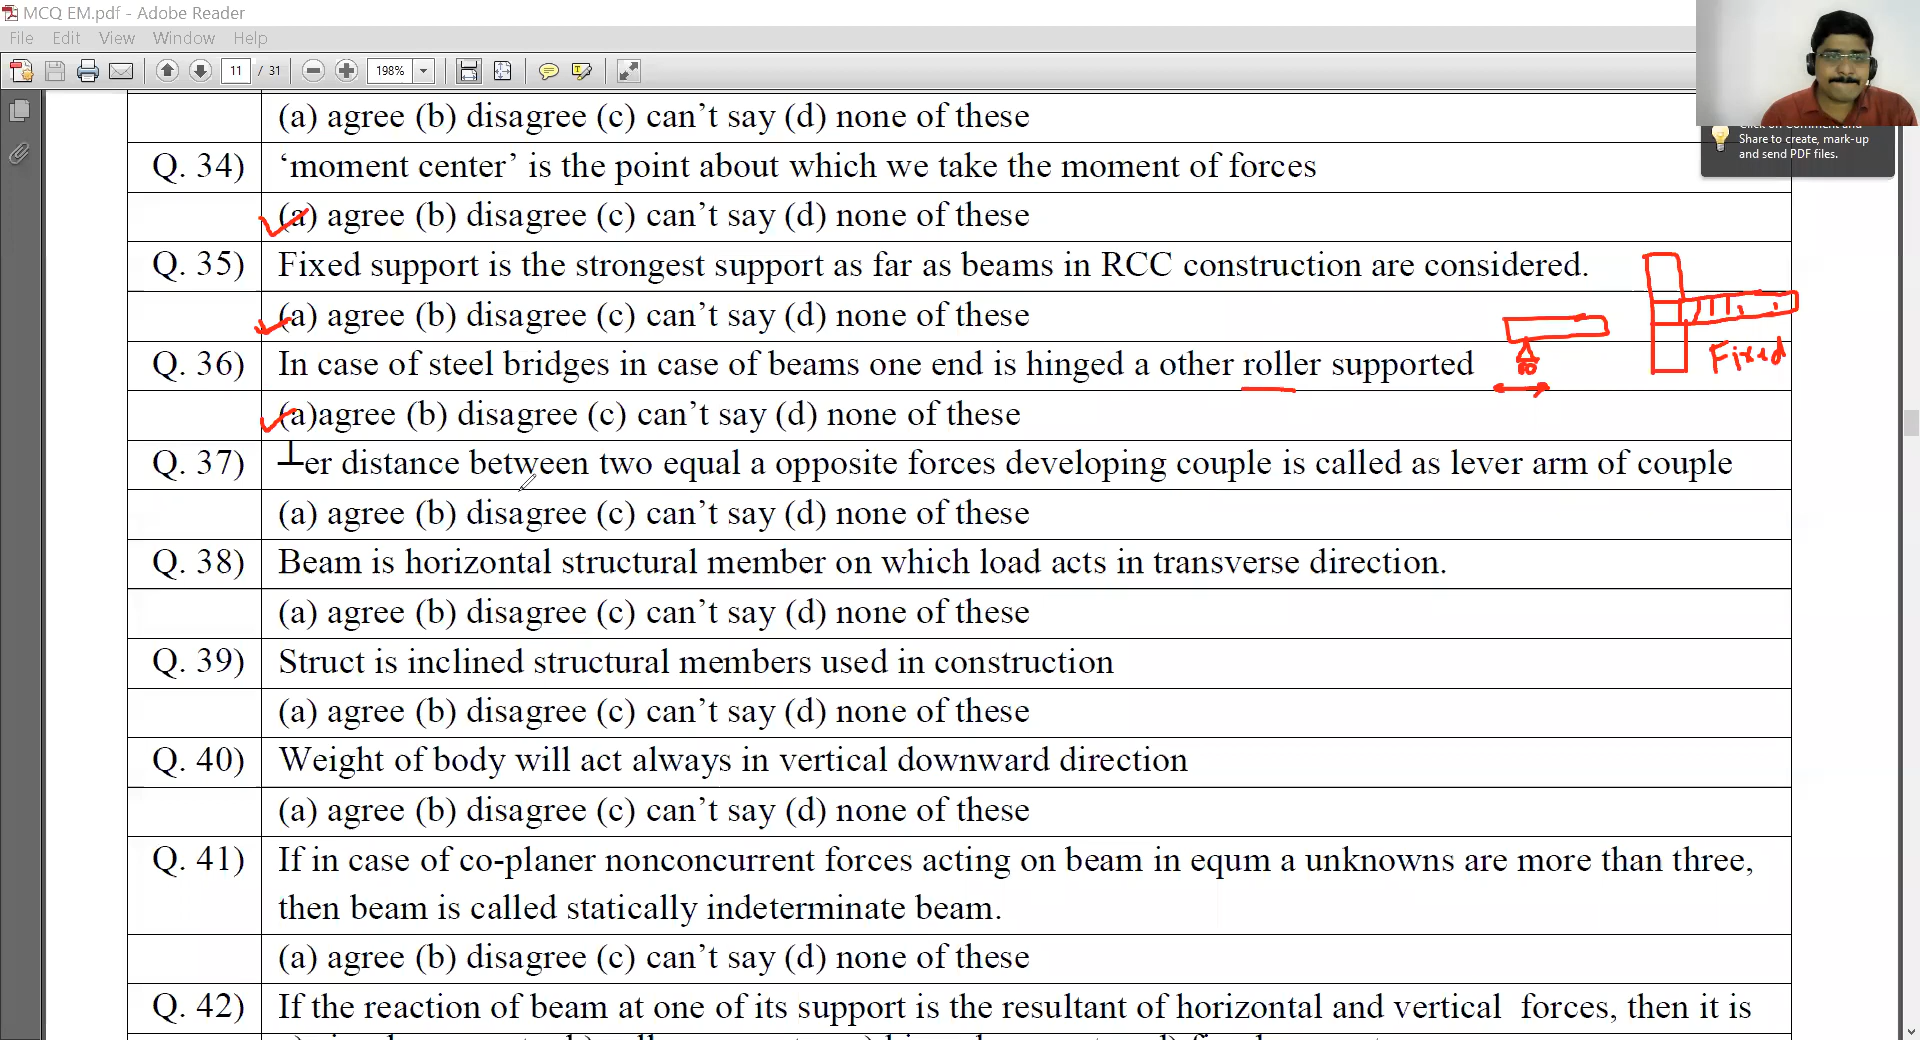 MCQ EM.pdf - Adobe Reader
File Edit View Window Help
11 / 31 198%
Share to create, mark-up
and send PDF files.
(a) agree (b) disagree (c) can’t say (d) none of these
Q. 34) ‘moment center’ is the point about which we take the moment of forces
(a) agree (b) disagree (c) can’t say (d) none of these
Q. 35) Fixed support is the strongest support as far as beams in RCC construction are considered.
(a) agree (b) disagree (c) can’t say (d) none of these
Q. 36) In case of steel bridges in case of beams one end is hinged a other roller supported
Fixed
(a)agree (b) disagree (c) can’t say (d) none of these
Q. 37) ┴er distance between two equal a opposite forces developing couple is called as lever arm of couple
(a) agree (b) disagree (c) can’t say (d) none of these
Q. 38) Beam is horizontal structural member on which load acts in transverse direction.
(a) agree (b) disagree (c) can’t say (d) none of these
Q. 39) Struct is inclined structural members used in construction
(a) agree (b) disagree (c) can’t say (d) none of these
Q. 40) Weight of body will act always in vertical downward direction
(a) agree (b) disagree (c) can’t say (d) none of these
Q. 41) If in case of co-planer nonconcurrent forces acting on beam in equm a unknowns are more than three,
then beam is called statically indeterminate beam.
(a) agree (b) disagree (c) can’t say (d) none of these
Q. 42) If the reaction of beam at one of its support is the resultant of horizontal and vertical forces, then it is